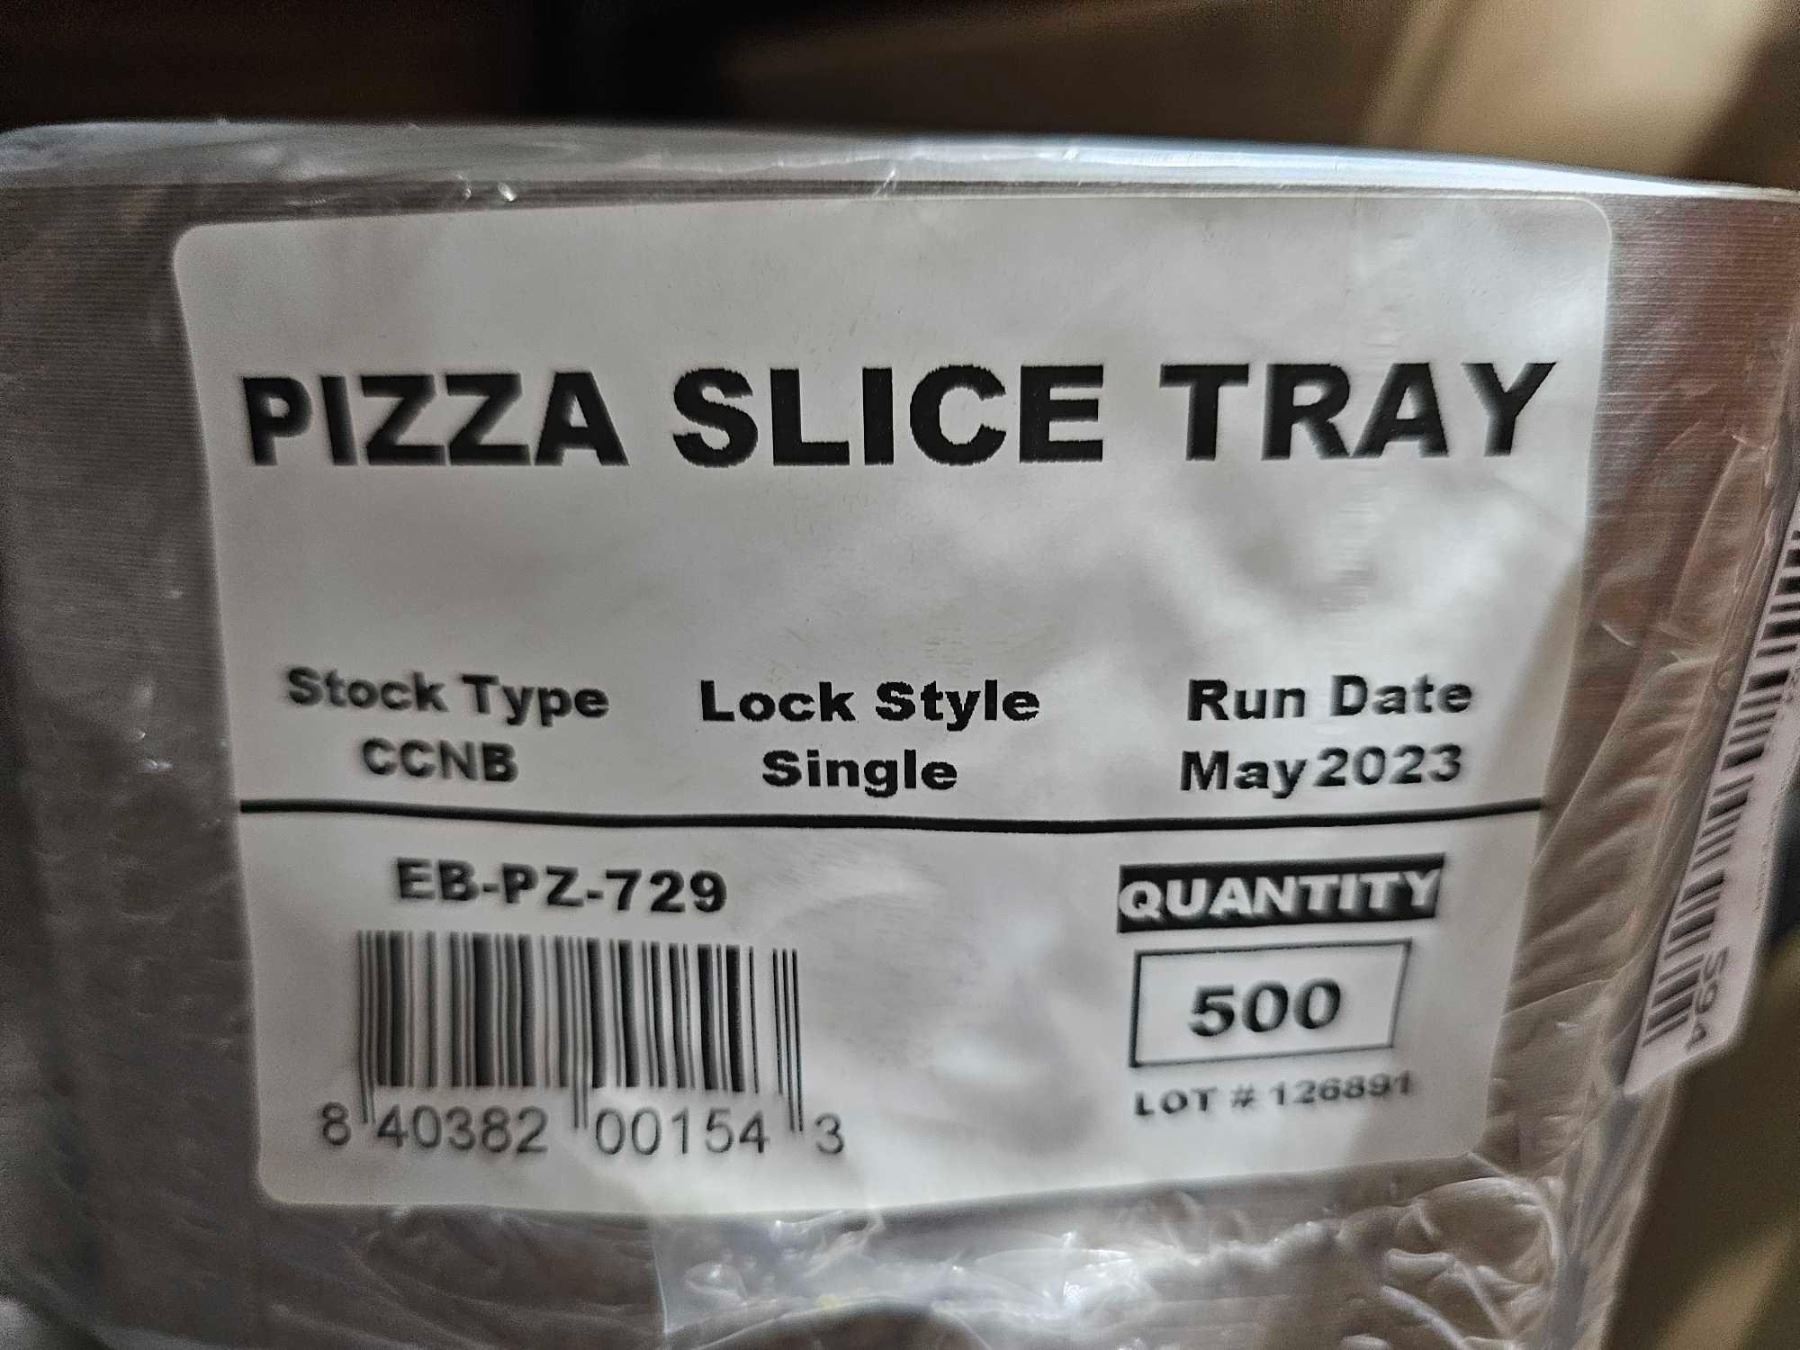 PIZZA SLICE TRAY
Stock Type
CCNB
Lock Style
Single
Run Date
May 2023
EB-PZ-729
8 40382 00154 3
QUANTITY
500
LOT # 126891
S94